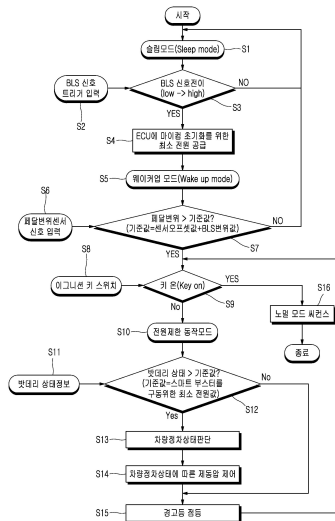 시작
슬립모드(Sleep mode)
S1
BLS 신호
트리거 입력
S2
BLS 신호전이
(low -> high)
NO
S3
YES
S4
ECU에 마이컴 초기화를 위한
최소 전원 공급
S5
웨이커업 모드(Wake up mode)
S6
페달변위센서
신호 입력
페달변위 > 기준값?
(기준값=센서오프셋값+BLS변위값)
NO
S7
YES
S8
이그니션 키 스위치
키 온(Key on)
YES
S9
S16
노멀 모드 씨컨스
종료
No
S10
전원제한 동작모드
S11
밧데리 상태정보
밧데리 상태 > 기준값?
(기준값=스마트 부스터를
구동위한 최소 전원값)
No
S12
Yes
S13
차량정차상태판단
S14
차량정차상태에 따른 제동압 제어
S15
경고등 점등